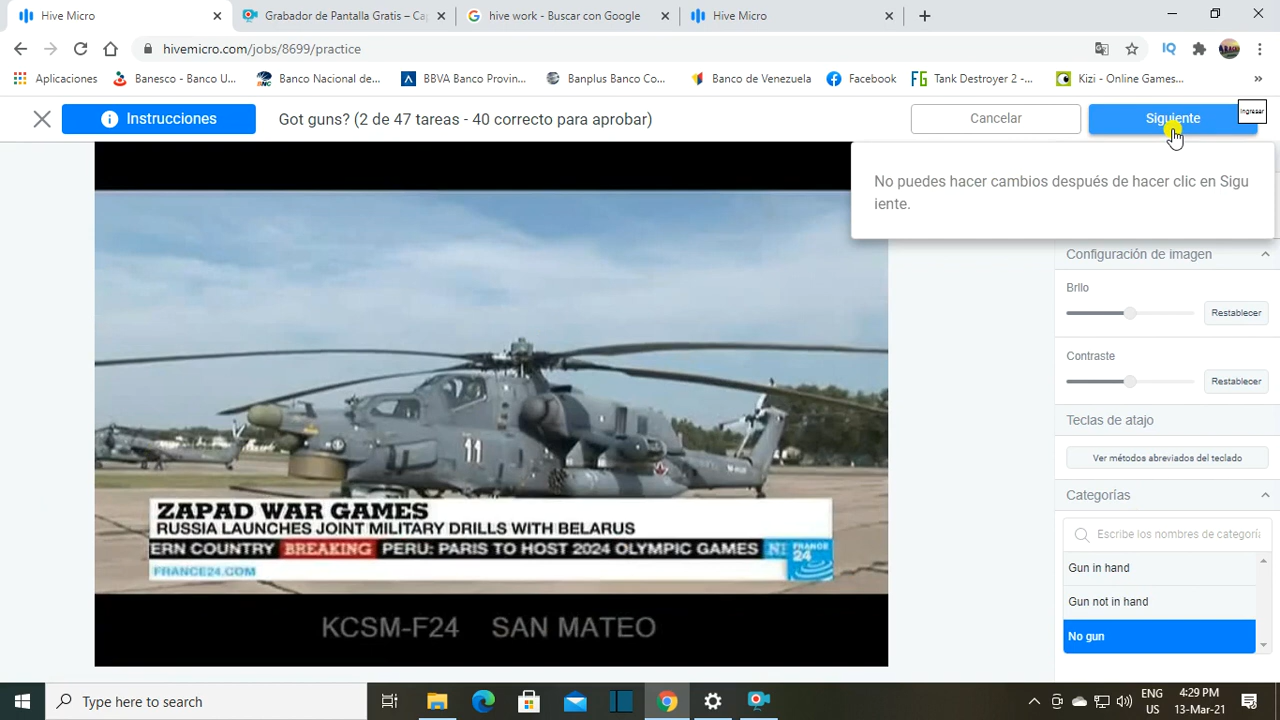 Hive Micro
Grabador de Pantalla Gratis – Ca
hive work - Buscar con Google
Hive Micro
hivemicro.com/jobs/8699/practice
IQ
Aplicaciones
Banesco - Banco U...
Banco Nacional de...
BBVA Banco Provin...
Banplus Banco Co...
Banco de Venezuela
Facebook
FG Tank Destroyer 2 -...
Kizi - Online Games...
»
Instrucciones
Got guns? (2 de 47 tareas - 40 correcto para aprobar)
Cancelar
Siguiente
Ingresar
No puedes hacer cambios después de hacer clic en Sigu
iente.
Configuración de imagen
Brllo
Restablecer
Contraste
Restablecer
Teclas de atajo
Ver métodos abreviados del teclado
Categorías
Escribe los nombres de categorí
Gun in hand
Gun not in hand
No gun
11
ZAPAD WAR GAMES
RUSSIA LAUNCHES JOINT MILITARY DRILLS WITH BELARUS
ERN COUNTRY BREAKING PERU: PARIS TO HOST 2024 OLYMPIC GAMES
FRANCE 24
FRANCE24.COM
KCSM-F24 SAN MATEO
Type here to search
ENG
US
4:29 PM
13-Mar-21